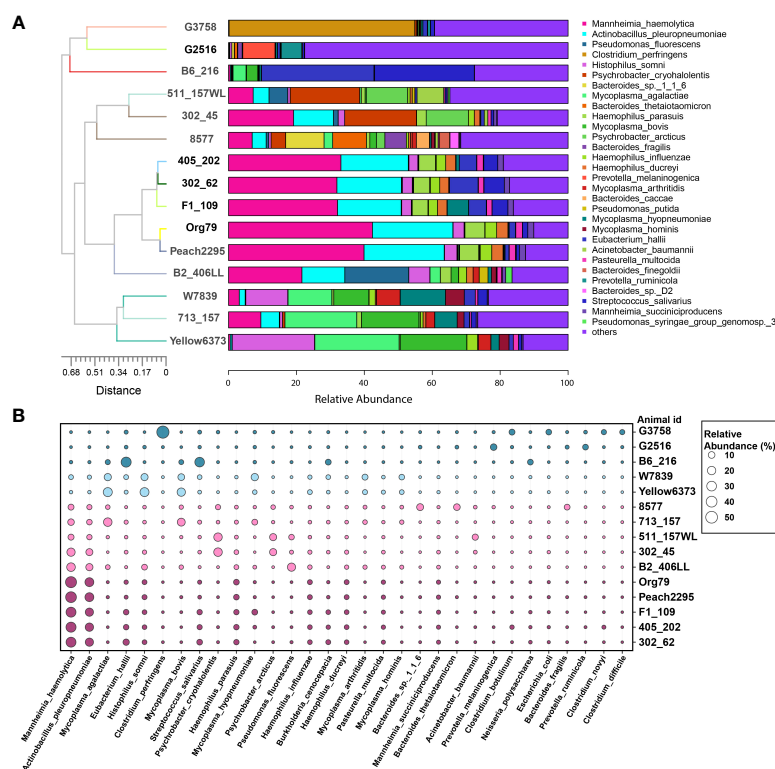 A
G3758
G2516
B6_216
511_157WL
302_45
8577
405_202
302_62
F1_109
Org79
Peach2295
B2_406LL
W7839
713_157
Yellow6373
0.68 0.51 0.34 0.17 0
Distance
0 20 40 60 80 100
Relative Abundance
Mannheimia_haemolytica
Actinobacillus_pleuropneumoniae
Pseudomonas_fluorescens
Clostridium_perfringens
Histophilus_somni
Psychrobacter_cryohalolentis
Bacteroides_sp._1_1_6
Mycoplasma_agalactiae
Bacteroides_thetaiotaomicron
Haemophilus_parasuis
Mycoplasma_bovis
Psychrobacter_arcticus
Bacteroides_fragilis
Haemophilus_influenzae
Haemophilus_ducreyi
Prevotella_melaninogenica
Mycoplasma_arthritidis
Bacteroides_caccae
Pseudomonas_putida
Mycoplasma_hyopneumoniae
Mycoplasma_hominis
Eubacterium_hallii
Acinetobacter_baumannii
Pasteurella_multocida
Bacteroides_finegoldii
Prevotella_ruminicola
Bacteroides_sp._D2
Streptococcus_salivarius
Mannheimia_succiniciproducens
Pseudomonas_syringae_group_genomosp._3
others
B
Animal id
G3758
G2516
B6_216
W7839
Yellow6373
8577
713_157
511_157WL
302_45
B2_406LL
Org79
Peach2295
F1_109
405_202
302_62
Relative
Abundance (%)
10
20
30
40
50
Mannheimia_haemolytica
Actinobacillus_pleuropneumoniae
Mycoplasma_agalactiae
Eubacterium_hallii
Histophilus_somni
Clostridium_perfringens
Mycoplasma_bovis
Streptococcus_salivarius
Psychrobacter_cryohalolentis
Haemophilus_parasuis
Mycoplasma_hyopneumoniae
Psychrobacter_arcticus
Pseudomonas_fluorescens
Haemophilus_influenzae
Burkholderia_cenocepacia
Haemophilus_ducreyi
Mycoplasma_arthritidis
Pasteurella_multocida
Mycoplasma_hominis
Bacteroides_sp._1_1_6
Mannheimia_succiniciproducens
Bacteroides_thetaiotaomicron
Acinetobacter_baumannii
Prevotella_melaninogenica
Clostridium_botulinum
Neisseria_polysaccharea
Escherichia_coli
Bacteroides_fragilis
Prevotella_ruminicola
Clostridium_novyi
Clostridium_difficile